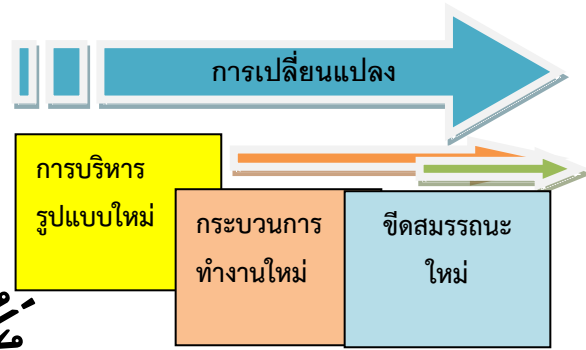 การเปลี่ยนแปลง
การบริหาร
รูปแบบใหม่
กระบวนการ
ทำงานใหม่
ขีดสมรรถนะ
ใหม่